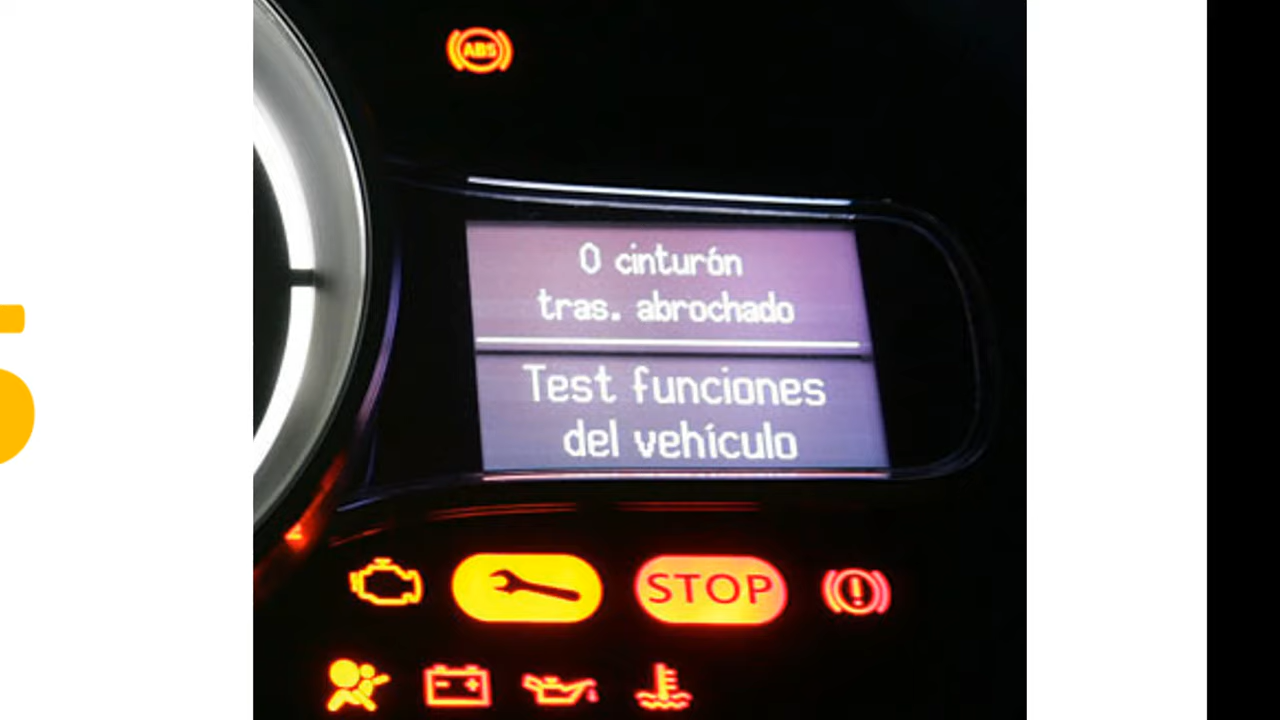 ABS
0 cinturón
tras. abrochado
Test funciones
del vehículo
STOP